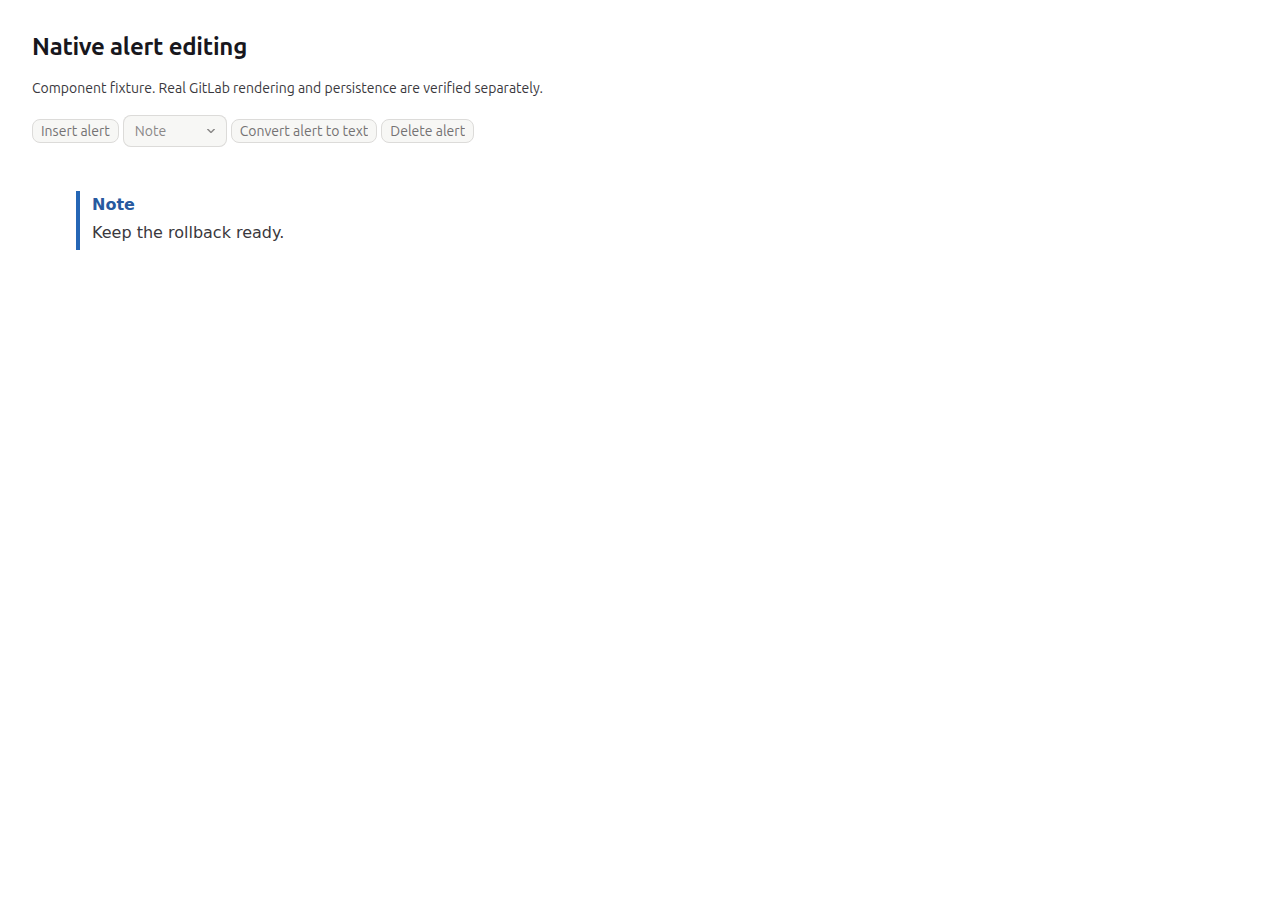 Native alert editing
Component fixture. Real GitLab rendering and persistence are verified separately.
Insert alert Note Convert alert to text Delete alert
Note
Keep the rollback ready.